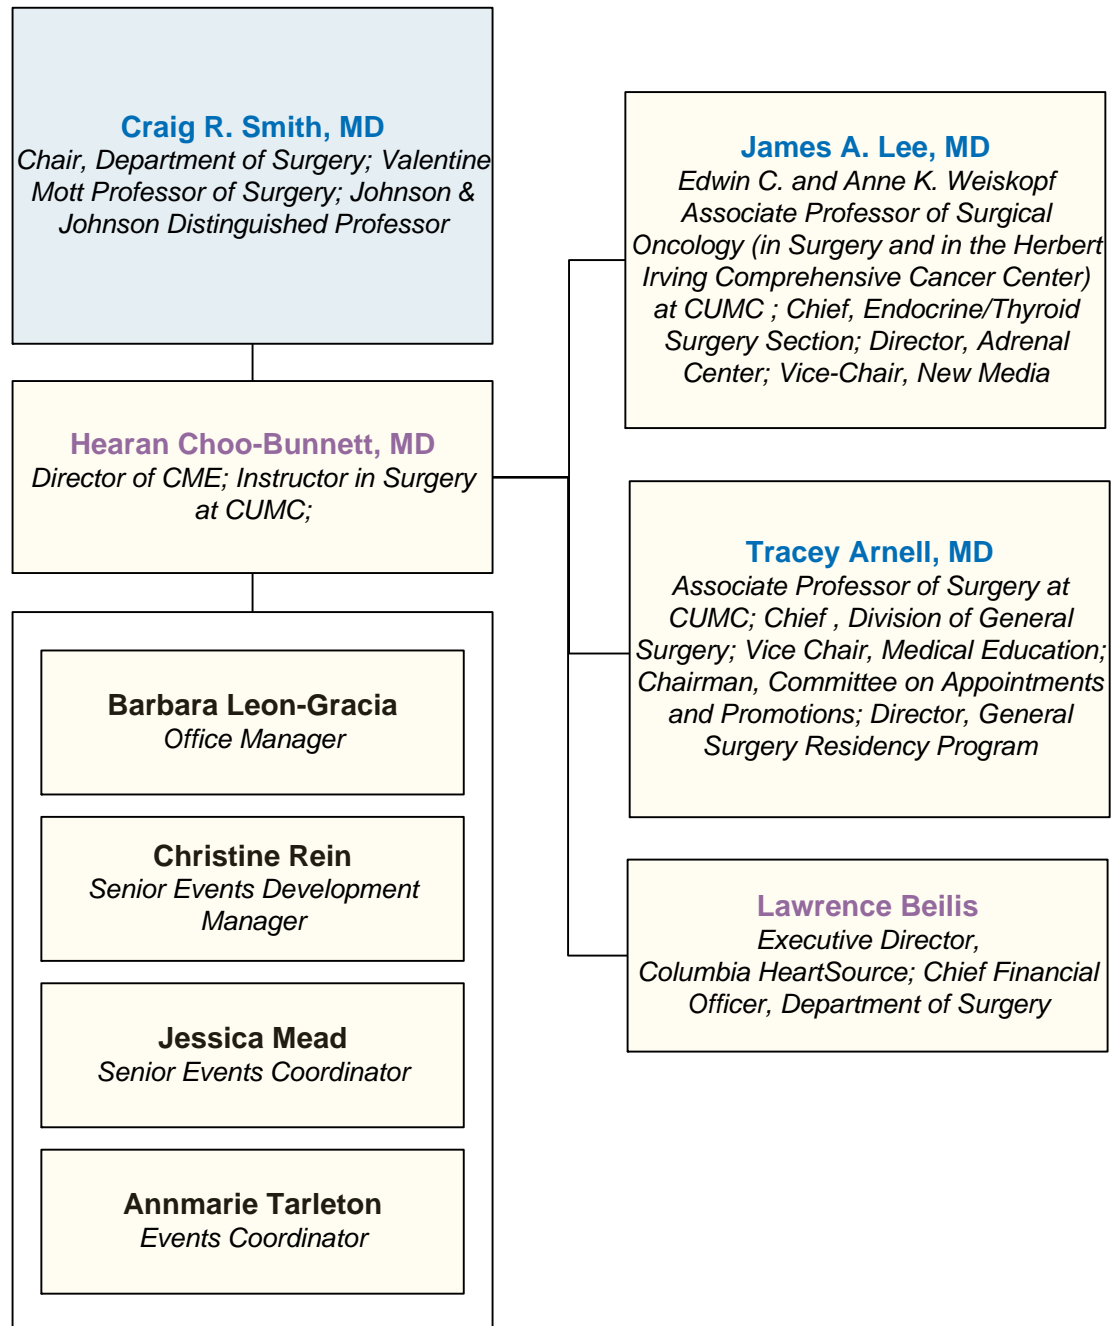 Craig R. Smith, MD
Chair, Department of Surgery; Valentine
Mott Professor of Surgery; Johnson &
Johnson Distinguished Professor
Hearan Choo-Bunnett, MD
Director of CME; Instructor in Surgery
at CUMC;
Barbara Leon-Gracia
Office Manager
Christine Rein
Senior Events Development
Manager
Jessica Mead
Senior Events Coordinator
Annmarie Tarleton
Events Coordinator
James A. Lee, MD
Edwin C. and Anne K. Weiskopf
Associate Professor of Surgical
Oncology (in Surgery and in the Herbert
Irving Comprehensive Cancer Center)
at CUMC ; Chief, Endocrine/Thyroid
Surgery Section; Director, Adrenal
Center; Vice-Chair, New Media
Tracey Arnell, MD
Associate Professor of Surgery at
CUMC; Chief , Division of General
Surgery; Vice Chair, Medical Education;
Chairman, Committee on Appointments
and Promotions; Director, General
Surgery Residency Program
Lawrence Beilis
Executive Director,
Columbia HeartSource; Chief Financial
Officer, Department of Surgery